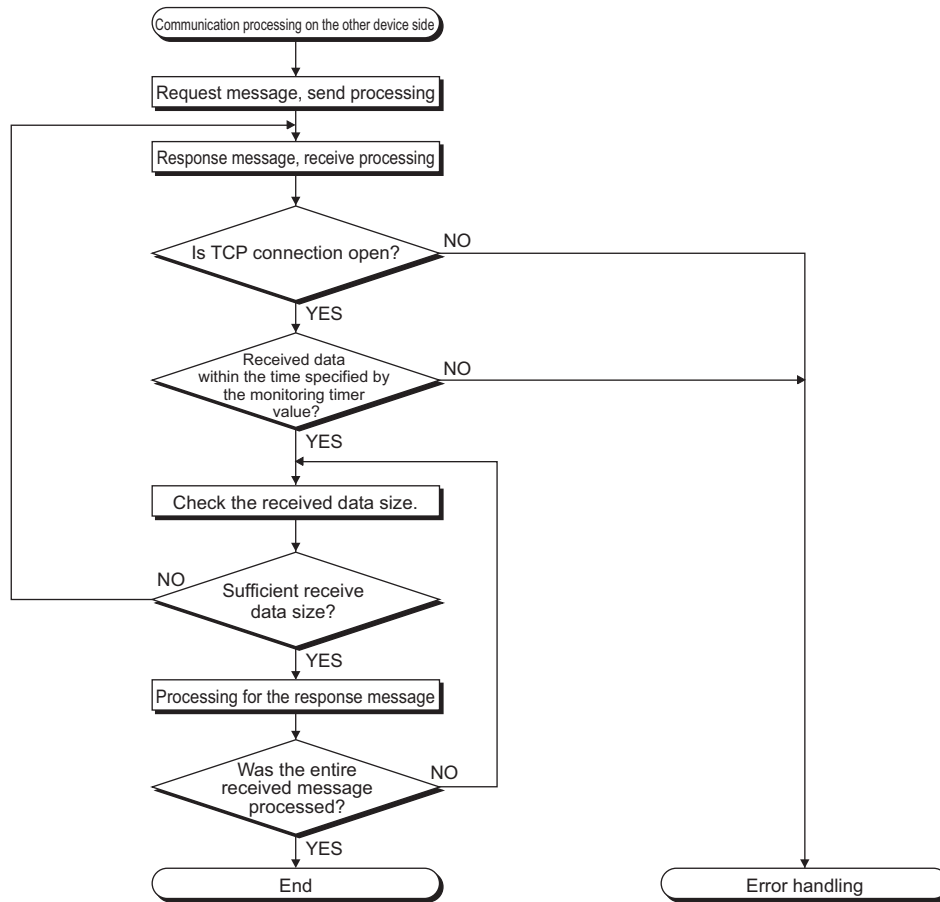 Communication processing on the other device side
Request message, send processing
Response message, receive processing
Is TCP connection open?
NO
YES
Received data
within the time specified by
the monitoring timer
value?
NO
YES
Check the received data size.
Sufficient receive
data size?
NO
YES
Processing for the response message
Was the entire
received message
processed?
NO
YES
End
Error handling